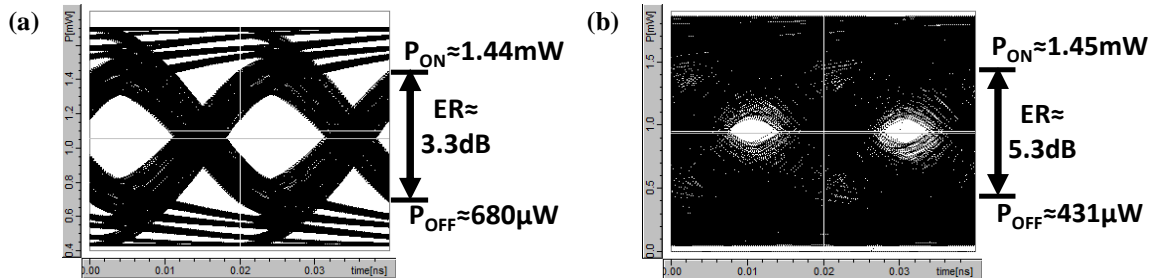 (a)
P[mW]
1.4
1.2
1.0
0.8
0.6
0.4
0.00
0.01
0.02
0.03
time[ns]
P_ON≈1.44mW
ER≈
3.3dB
P_OFF≈680µW
(b)
P[mW]
1.5
1.0
0.5
0.0
0.00
0.01
0.02
0.03
time[ns]
P_ON≈1.45mW
ER≈
5.3dB
P_OFF≈431µW